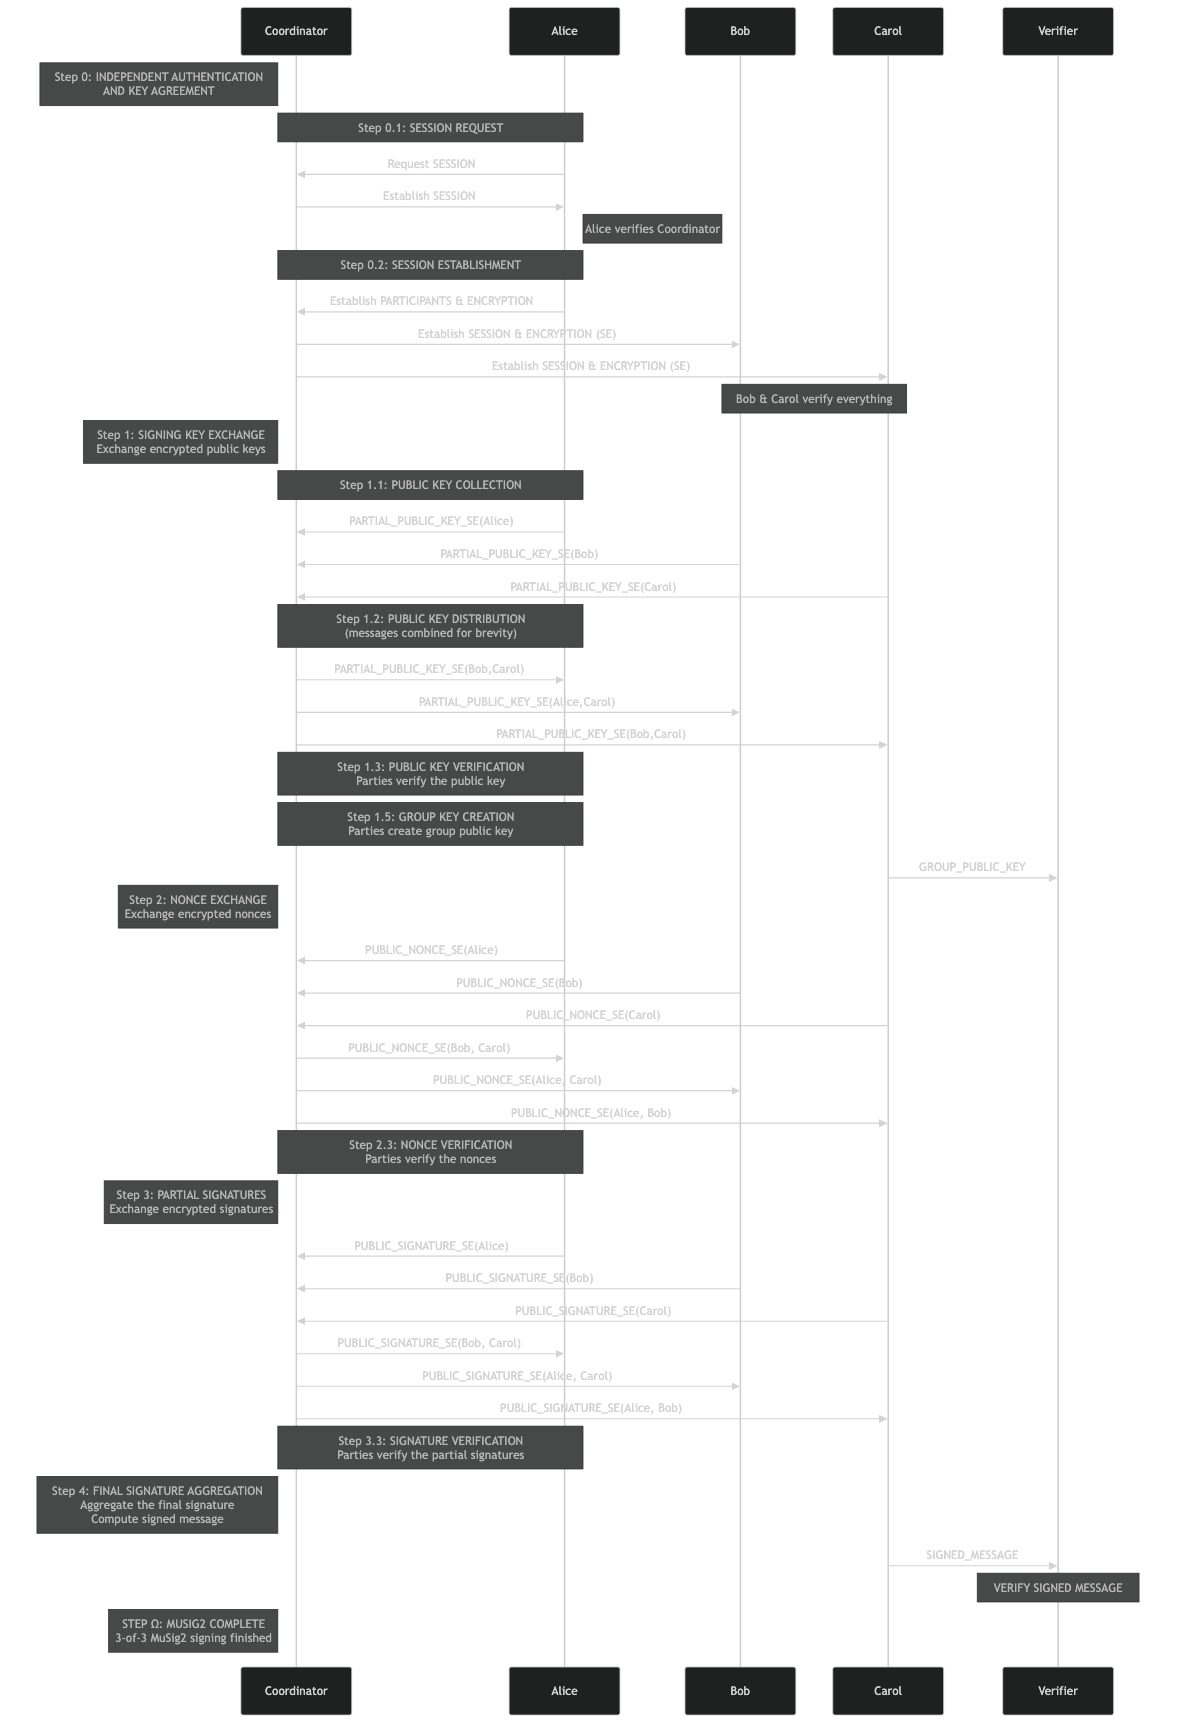 Coordinator
Alice
Bob
Carol
Verifier
Step 0: INDEPENDENT AUTHENTICATION
AND KEY AGREEMENT
Step 0.1: SESSION REQUEST
Request SESSION
Establish SESSION
Alice verifies Coordinator
Step 0.2: SESSION ESTABLISHMENT
Establish PARTICIPANTS & ENCRYPTION
Establish SESSION & ENCRYPTION (SE)
Establish SESSION & ENCRYPTION (SE)
Bob & Carol verify everything
Step 1: SIGNING KEY EXCHANGE
Exchange encrypted public keys
Step 1.1: PUBLIC KEY COLLECTION
PARTIAL_PUBLIC_KEY_SE(Alice)
PARTIAL_PUBLIC_KEY_SE(Bob)
PARTIAL_PUBLIC_KEY_SE(Carol)
Step 1.2: PUBLIC KEY DISTRIBUTION
(messages combined for brevity)
PARTIAL_PUBLIC_KEY_SE(Bob,Carol)
PARTIAL_PUBLIC_KEY_SE(Alice,Carol)
PARTIAL_PUBLIC_KEY_SE(Bob,Carol)
Step 1.3: PUBLIC KEY VERIFICATION
Parties verify the public key
Step 1.5: GROUP KEY CREATION
Parties create group public key
GROUP_PUBLIC_KEY
Step 2: NONCE EXCHANGE
Exchange encrypted nonces
PUBLIC_NONCE_SE(Alice)
PUBLIC_NONCE_SE(Bob)
PUBLIC_NONCE_SE(Carol)
PUBLIC_NONCE_SE(Bob, Carol)
PUBLIC_NONCE_SE(Alice, Carol)
PUBLIC_NONCE_SE(Alice, Bob)
Step 2.3: NONCE VERIFICATION
Parties verify the nonces
Step 3: PARTIAL SIGNATURES
Exchange encrypted signatures
PUBLIC_SIGNATURE_SE(Alice)
PUBLIC_SIGNATURE_SE(Bob)
PUBLIC_SIGNATURE_SE(Carol)
PUBLIC_SIGNATURE_SE(Bob, Carol)
PUBLIC_SIGNATURE_SE(Alice, Carol)
PUBLIC_SIGNATURE_SE(Alice, Bob)
Step 3.3: SIGNATURE VERIFICATION
Parties verify the partial signatures
Step 4: FINAL SIGNATURE AGGREGATION
Aggregate the final signature
Compute signed message
SIGNED_MESSAGE
VERIFY SIGNED MESSAGE
STEP Ω: MUSIG2 COMPLETE
3-of-3 MuSig2 signing finished
Coordinator
Alice
Bob
Carol
Verifier